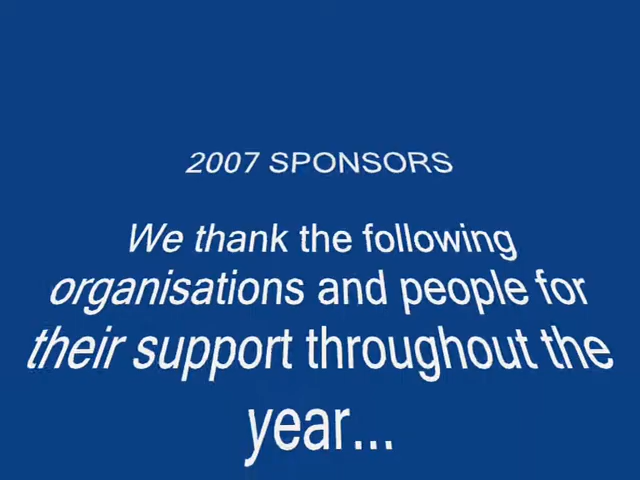 2007 SPONSORS
We thank the following
organisations and people for
their support throughout the
year...